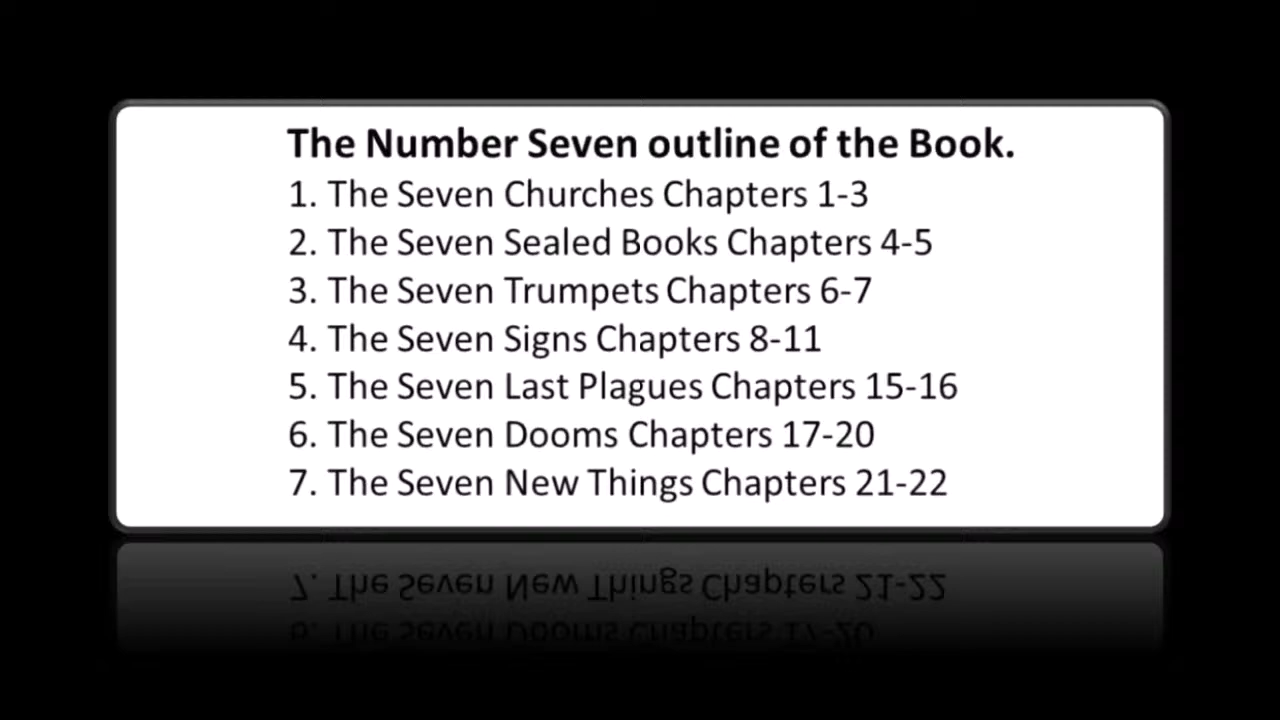 The Number Seven outline of the Book.
1. The Seven Churches Chapters 1-3
2. The Seven Sealed Books Chapters 4-5
3. The Seven Trumpets Chapters 6-7
4. The Seven Signs Chapters 8-11
5. The Seven Last Plagues Chapters 15-16
6. The Seven Dooms Chapters 17-20
7. The Seven New Things Chapters 21-22